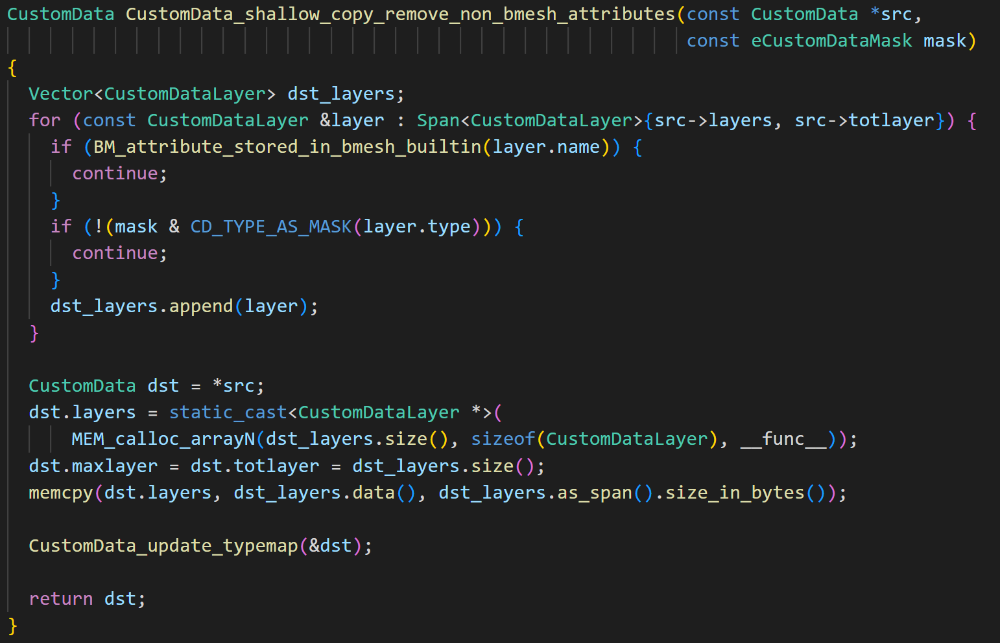 CustomData CustomData_shallow_copy_remove_non_bmesh_attributes(const CustomData *src,
                                                               const eCustomDataMask mask)
{
  Vector<CustomDataLayer> dst_layers;
  for (const CustomDataLayer &layer : Span<CustomDataLayer>{src->layers, src->totlayer}) {
    if (BM_attribute_stored_in_bmesh_builtin(layer.name)) {
      continue;
    }
    if (!(mask & CD_TYPE_AS_MASK(layer.type))) {
      continue;
    }
    dst_layers.append(layer);
  }

  CustomData dst = *src;
  dst.layers = static_cast<CustomDataLayer *>(
      MEM_calloc_arrayN(dst_layers.size(), sizeof(CustomDataLayer), __func__));
  dst.maxlayer = dst.totlayer = dst_layers.size();
  memcpy(dst.layers, dst_layers.data(), dst_layers.as_span().size_in_bytes());

  CustomData_update_typemap(&dst);

  return dst;
}